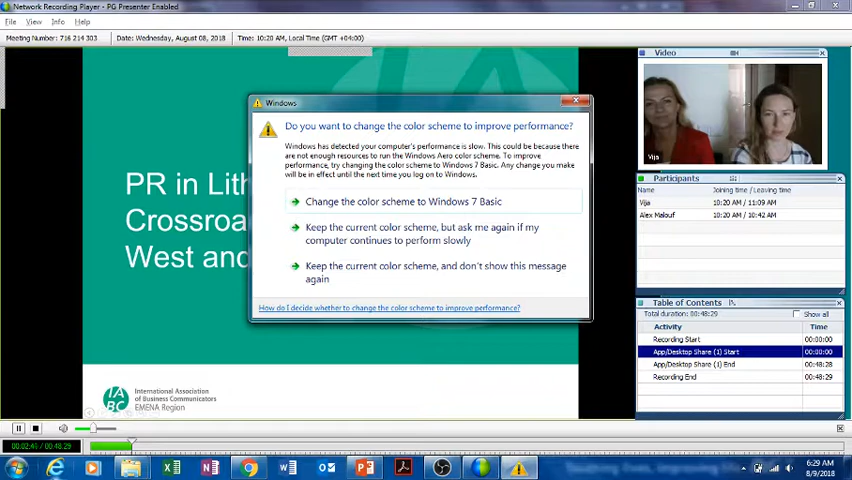 Network Recording Player - PG Presenter Enabled
File View Info Help
Meeting Number: 716 214 303 Date: Wednesday, August 08, 2018 Time: 10:20 AM, Local Time (GMT +04:00)
Windows
Do you want to change the color scheme to improve performance?
Windows has detected your computer's performance is slow. This could be because there
are not enough resources to run the Windows Aero color scheme. To improve
performance, try changing the color scheme to Windows 7 Basic. Any change you make
will be in effect until the next time you log on to Windows.
Change the color scheme to Windows 7 Basic
Keep the current color scheme, but ask me again if my
computer continues to perform slowly
Keep the current color scheme, and don't show this message
again
How do I decide whether to change the color scheme to improve performance?
PR in Lith
Crossroa
West and
International Association
of Business Communicators
EMENA Region
IABC
Video
Vija
Participants
Name Joining time / Leaving time
Vija 10:20 AM / 11:09 AM
Alex Malouf 10:20 AM / 10:42 AM
Table of Contents
Total duration: 00:48:29 Show all
Activity Time
Recording Start 00:00:00
App/Desktop Share (1) Start 00:00:00
App/Desktop Share (1) End 00:48:28
Recording End 00:48:29
6:29 AM
8/9/2018